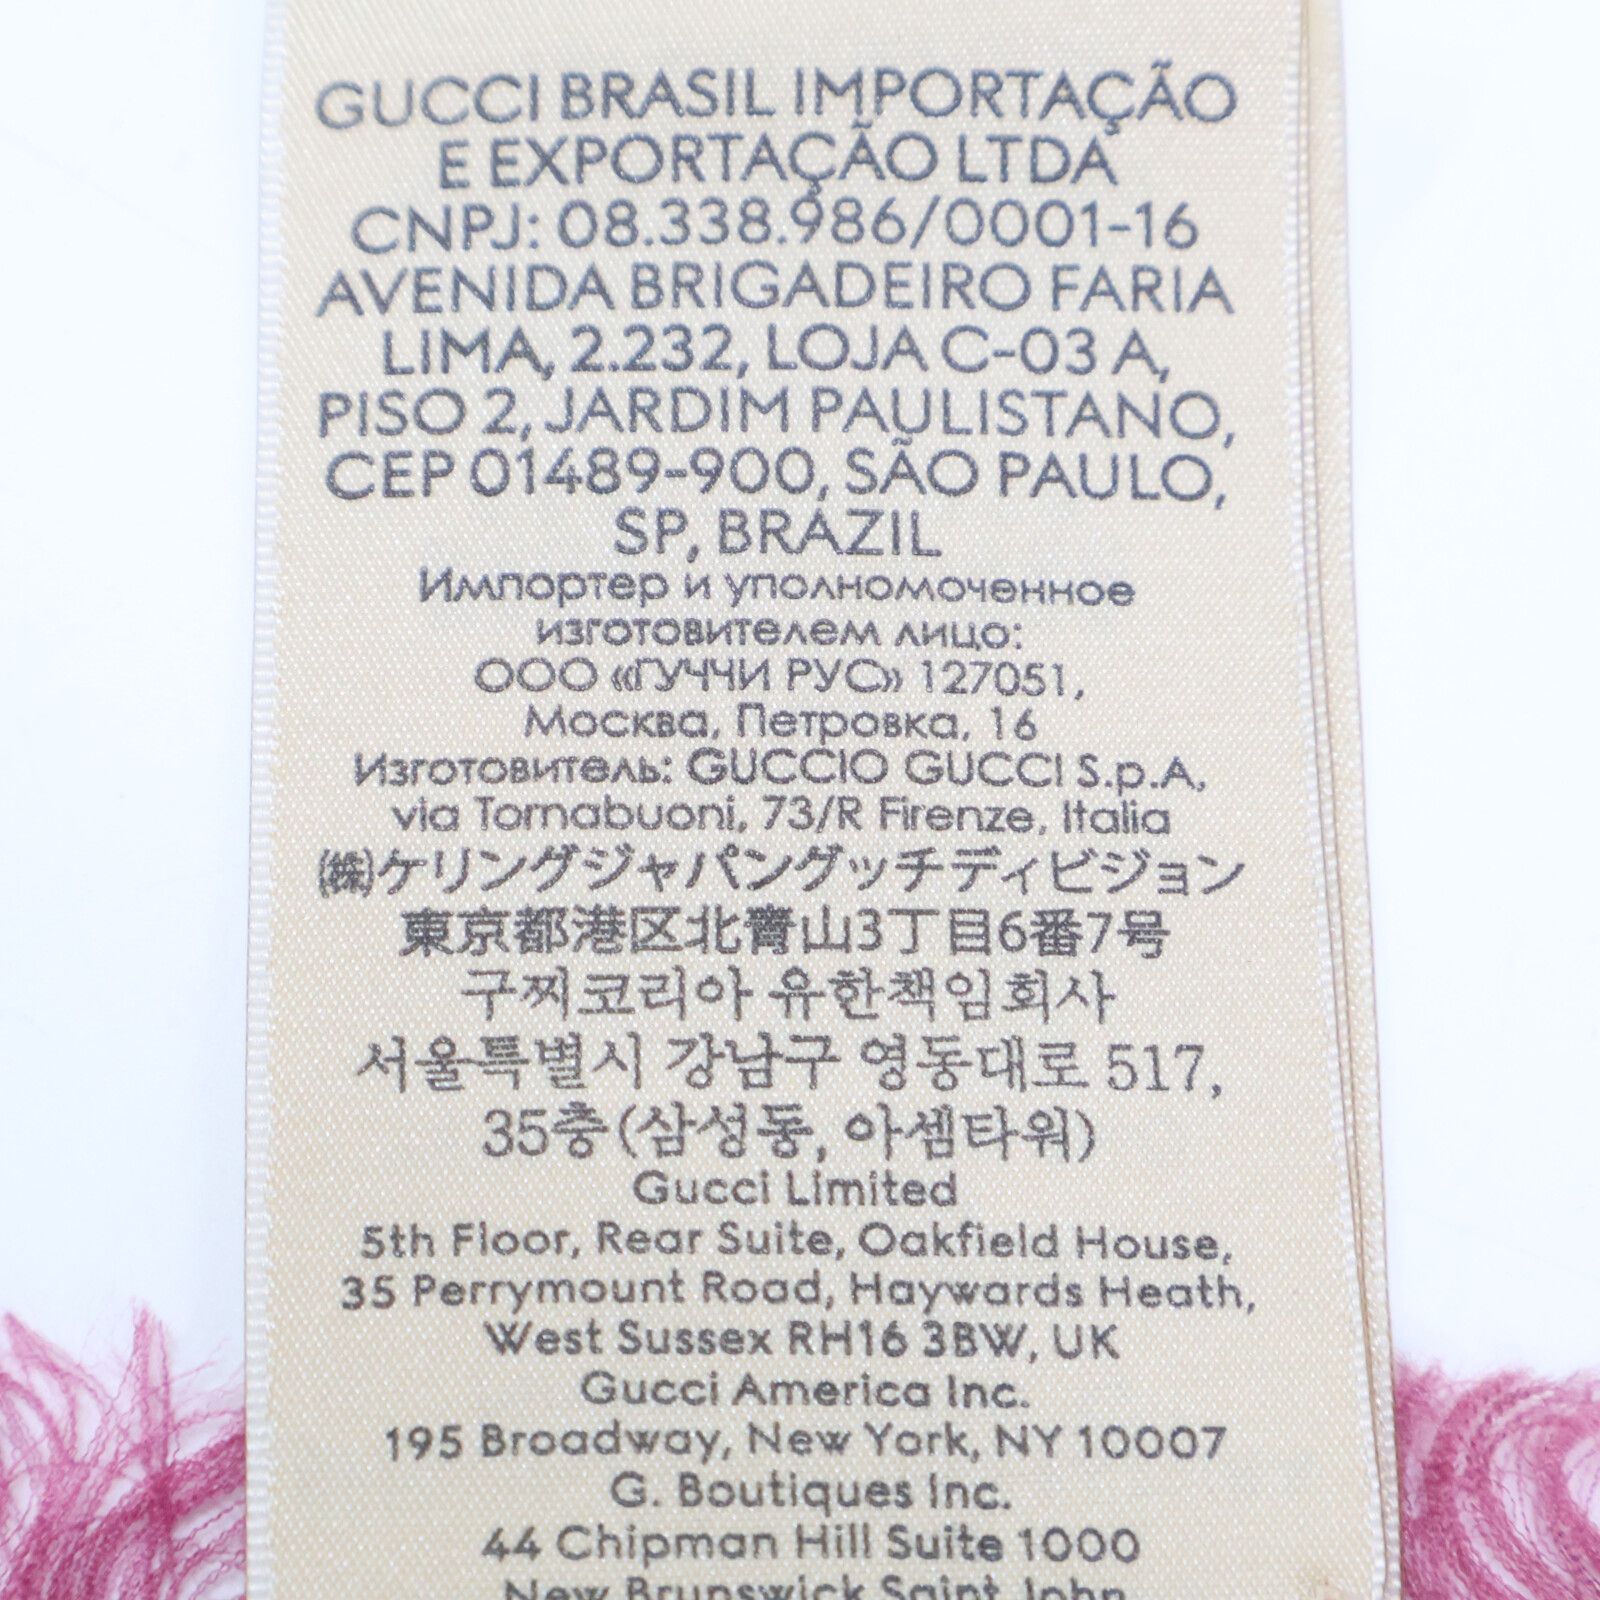 GUCCI BRASIL IMPORTAÇÃO
E EXPORTAÇÃO LTDA
CNPJ: 08.338.986/0001-16
AVENIDA BRIGADEIRO FARIA
LIMA, 2.232, LOJA C-03 A,
PISO 2, JARDIM PAULISTANO,
CEP 01489-900, SÃO PAULO,
SP, BRAZIL
Импортер и уполномоченное
изготовителем лицо:
ООО «ГУЧЧИ РУС» 127051,
Москва, Петровка, 16
Изготовитель: GUCCIO GUCCI S.p.A,
via Tornabuoni, 73/R Firenze, Italia
㈱ケリングジャパングッチディビジョン
東京都港区北青山3丁目6番7号
구찌코리아 유한책임회사
서울특별시 강남구 영동대로 517,
35층(삼성동, 아셈타워)
Gucci Limited
5th Floor, Rear Suite, Oakfield House,
35 Perrymount Road, Haywards Heath,
West Sussex RH16 3BW, UK
Gucci America Inc.
195 Broadway, New York, NY 10007
G. Boutiques Inc.
44 Chipman Hill Suite 1000
New Brunswick Saint John